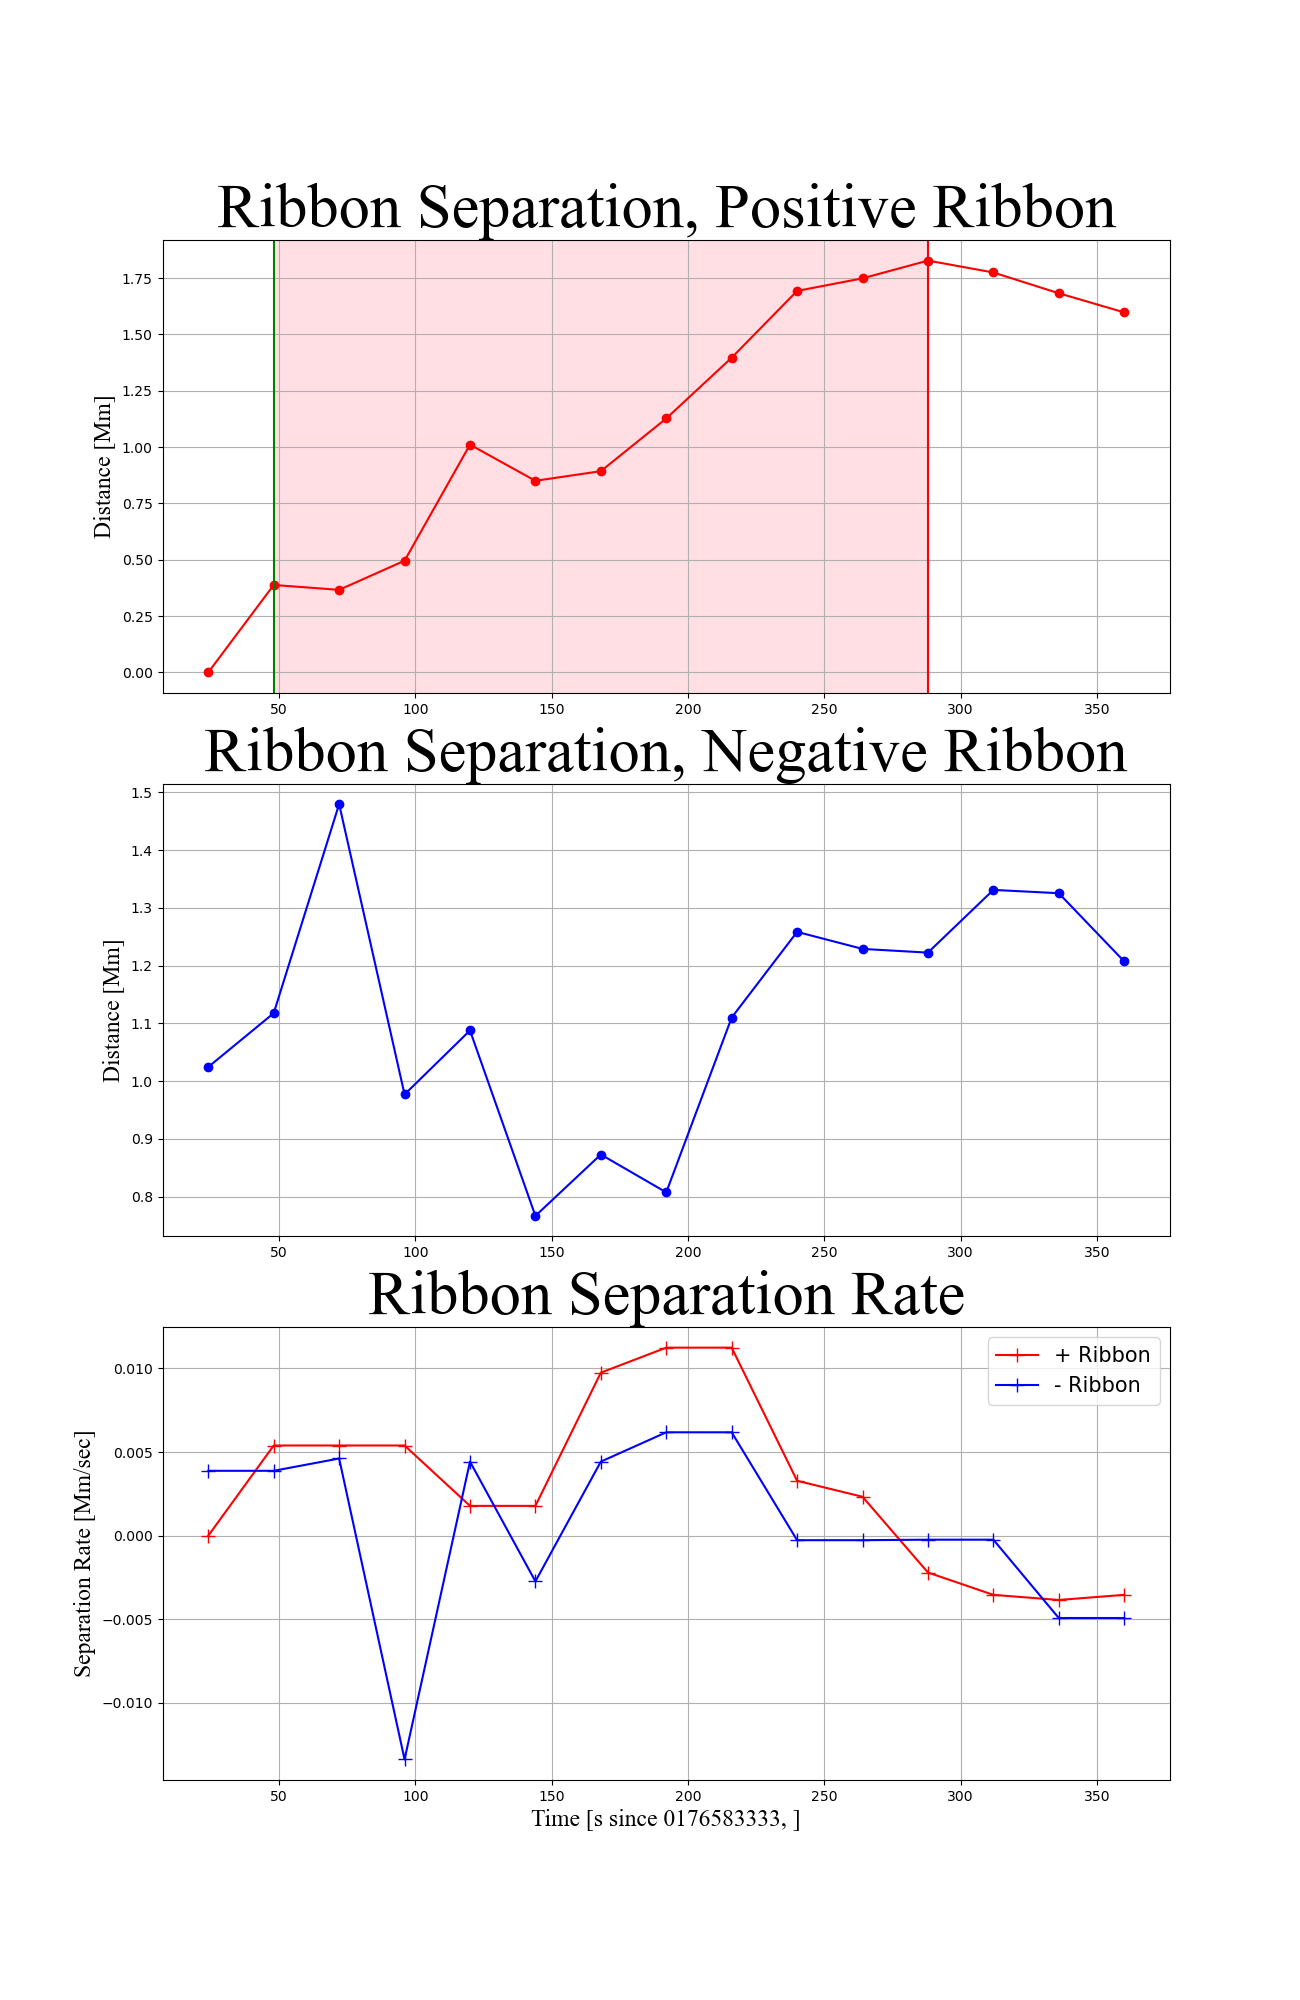 Ribbon Separation, Positive Ribbon
1.75
1.50
1.25
1.00
0.75
0.50
0.25
0.00
Distance [Mm]
50 100 150 200 250 300 350
Ribbon Separation, Negative Ribbon
1.5
1.4
1.3
1.2
1.1
1.0
0.9
0.8
Distance [Mm]
50 100 150 200 250 300 350
Ribbon Separation Rate
+ Ribbon
- Ribbon
0.010
0.005
0.000
−0.005
−0.010
Separation Rate [Mm/sec]
50 100 150 200 250 300 350
Time [s since 0176583333, ]